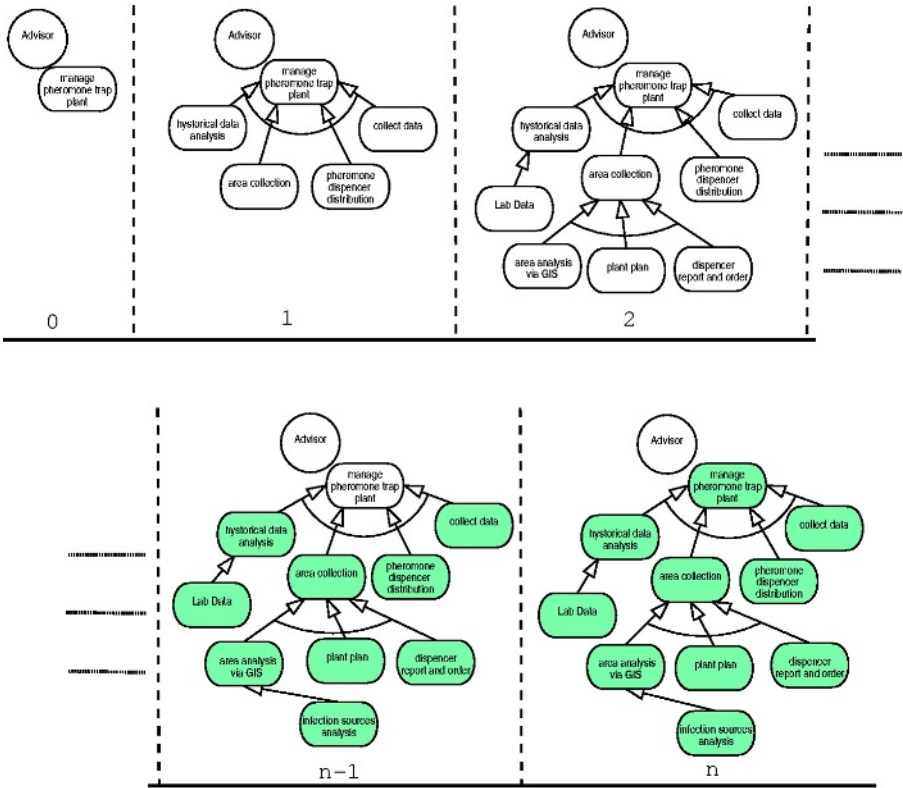 Advisor
manage
pheromone trap
plant
0
Advisor
manage
pheromone trap
plant
hystorical data
analysis
collect data
area collection
pheromone
dispencer
distribution
1
Advisor
manage
pheromone trap
plant
hystorical data
analysis
collect data
area collection
pheromone
dispencer
distribution
Lab Data
area analysis
via GIS
plant plan
dispencer
report and order
2
Advisor
manage
pheromone trap
plant
hystorical data
analysis
collect data
area collection
pheromone
dispencer
distribution
Lab Data
area analysis
via GIS
plant plan
dispencer
report and order
infection sources
analysis
n-1
Advisor
manage
pheromone trap
plant
hystorical data
analysis
collect data
area collection
pheromone
dispencer
distribution
Lab Data
area analysis
via GIS
plant plan
dispencer
report and order
infection sources
analysis
n